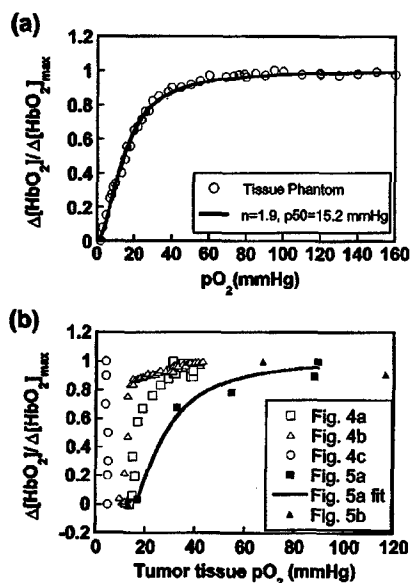 (a)
Δ[HbO₂]/Δ[HbO₂]max
1.2
1
0.8
0.6
0.4
0.2
0
Tissue Phantom
n=1.9, p50=15.2 mmHg
0 20 40 60 80 100 120 140 160
pO₂(mmHg)
(b)
Δ[HbO₂]/Δ[HbO₂]max
1.2
1
0.8
0.6
0.4
0.2
0
-0.2
Fig. 4a
Fig. 4b
Fig. 4c
Fig. 5a
Fig. 5a fit
Fig. 5b
0 20 40 60 80 100 120
Tumor tissue pO₂ (mmHg)